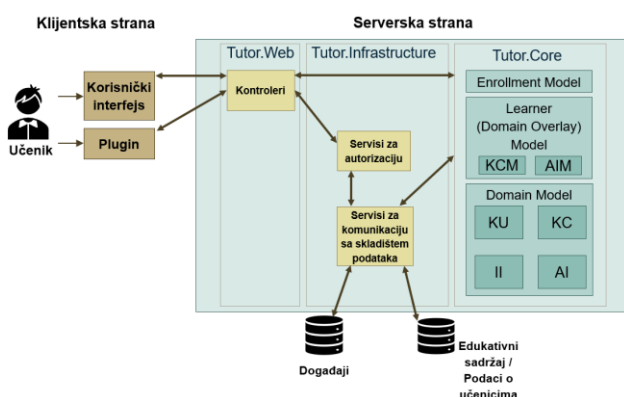 Klijentska strana
Serverska strana
Tutor.Web
Tutor.Infrastructure
Tutor.Core
Korisnički
interfejs
Plugin
Učenik
Kontroleri
Servisi za
autorizaciju
Servisi za
komunikaciju
sa skladištem
podataka
Enrollment Model
Learner
(Domain Overlay)
Model
KCM
AIM
Domain Model
KU
KC
II
AI
Događaji
Edukativni
sadržaj /
Podaci o
učenicima